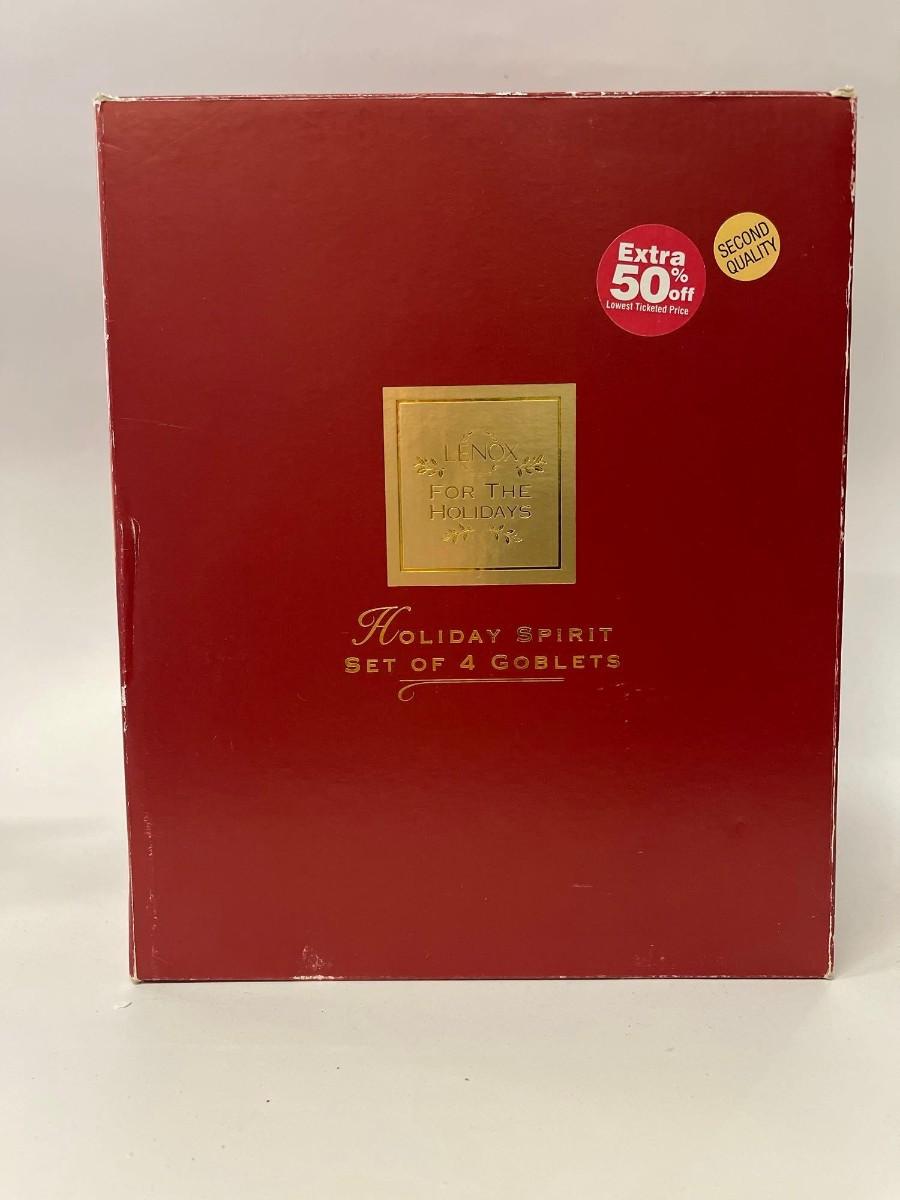 Extra
50%
off
Lowest Ticketed Price
SECOND
QUALITY
LENOX
FOR THE
HOLIDAYS
HOLIDAY SPIRIT
SET OF 4 GOBLETS